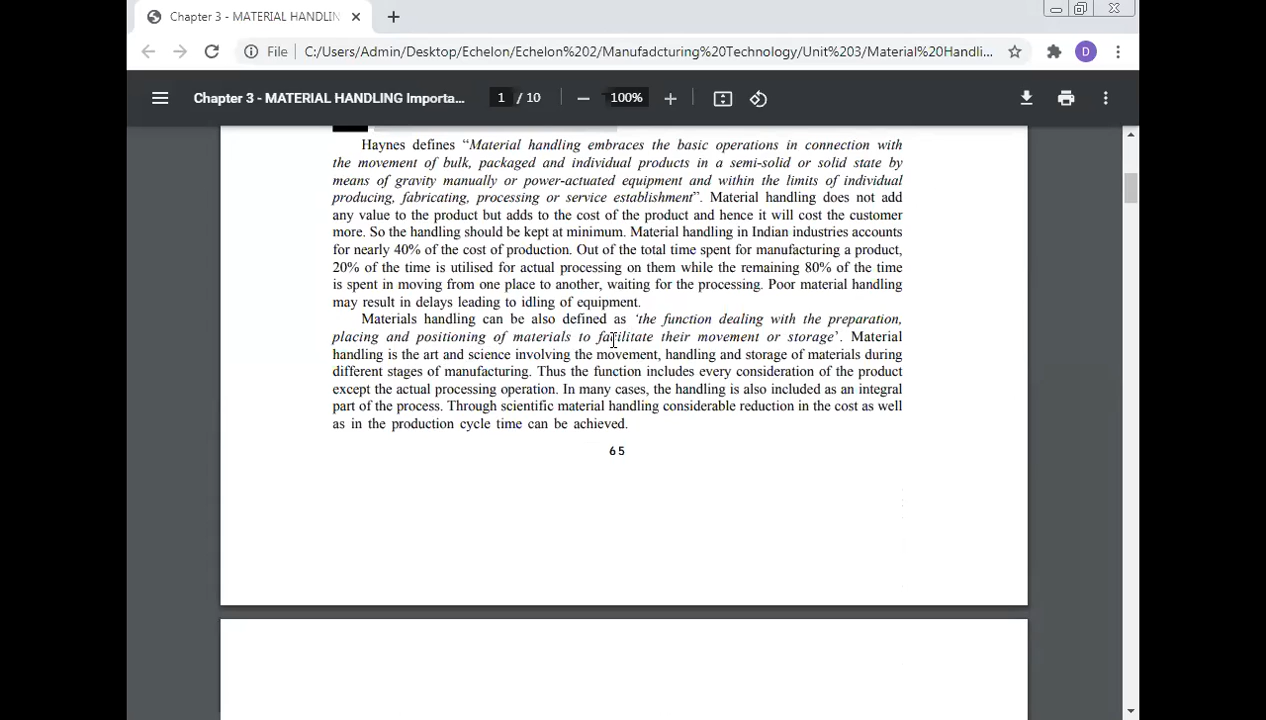 Chapter 3 - MATERIAL HANDLIN
File C:/Users/Admin/Desktop/Echelon/Echelon%202/Manufadcturing%20Technology/Unit%203/Material%20Handli... D
Chapter 3 - MATERIAL HANDLING Importa... 1 / 10 100%
Haynes defines “Material handling embraces the basic operations in connection with
the movement of bulk, packaged and individual products in a semi-solid or solid state by
means of gravity manually or power-actuated equipment and within the limits of individual
producing, fabricating, processing or service establishment”. Material handling does not add
any value to the product but adds to the cost of the product and hence it will cost the customer
more. So the handling should be kept at minimum. Material handling in Indian industries accounts
for nearly 40% of the cost of production. Out of the total time spent for manufacturing a product,
20% of the time is utilised for actual processing on them while the remaining 80% of the time
is spent in moving from one place to another, waiting for the processing. Poor material handling
may result in delays leading to idling of equipment.
Materials handling can be also defined as ‘the function dealing with the preparation,
placing and positioning of materials to facilitate their movement or storage’. Material
handling is the art and science involving the movement, handling and storage of materials during
different stages of manufacturing. Thus the function includes every consideration of the product
except the actual processing operation. In many cases, the handling is also included as an integral
part of the process. Through scientific material handling considerable reduction in the cost as well
as in the production cycle time can be achieved.
65